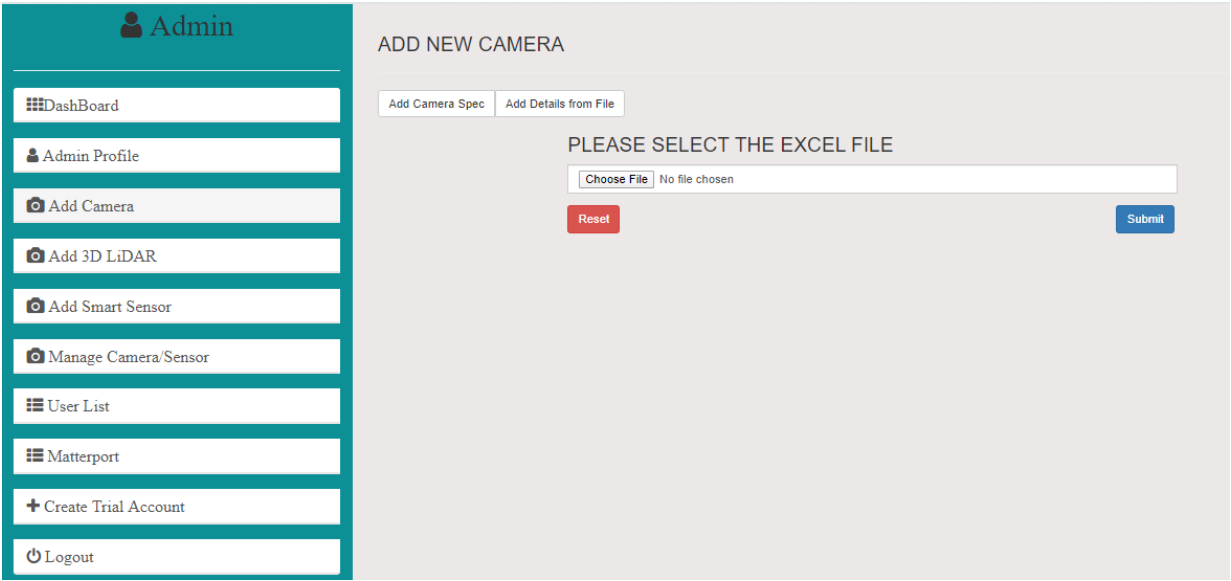 Admin
DashBoard
Admin Profile
Add Camera
Add 3D LiDAR
Add Smart Sensor
Manage Camera/Sensor
User List
Matterport
Create Trial Account
Logout
ADD NEW CAMERA
Add Camera Spec Add Details from File
PLEASE SELECT THE EXCEL FILE
Choose File No file chosen
Reset Submit